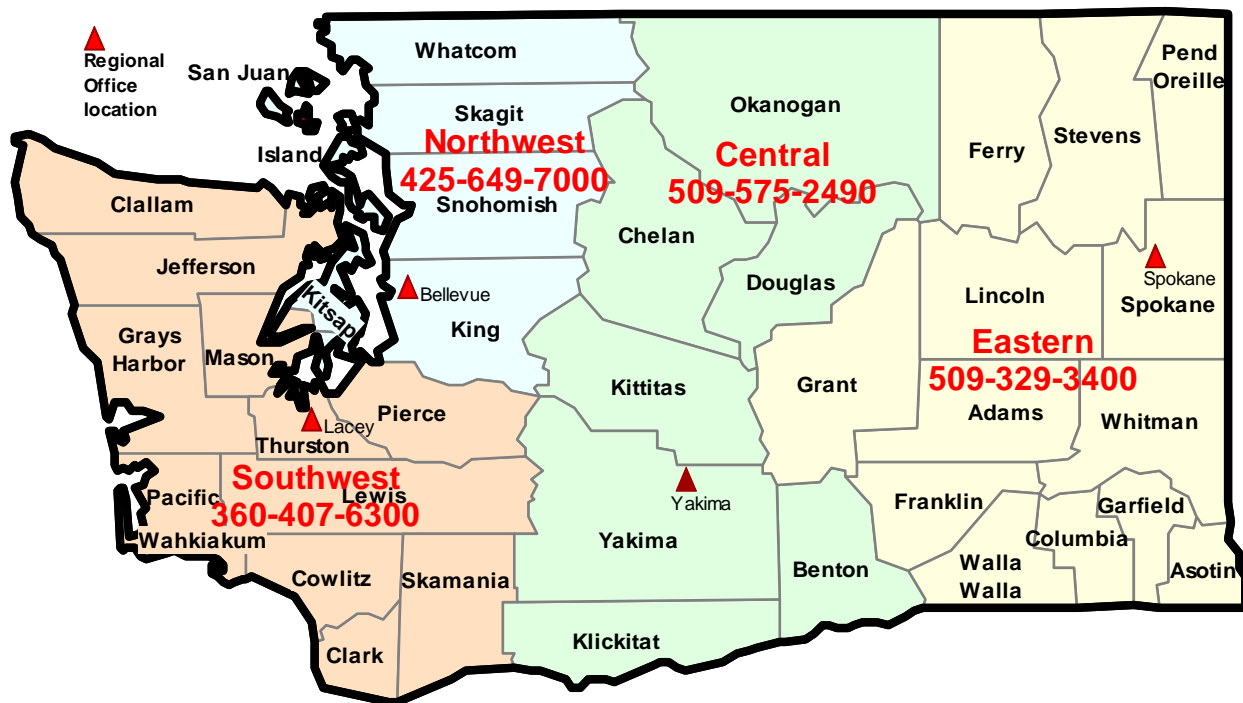 Regional
Office
location
San Juan
Island
Whatcom
Skagit
Northwest
425-649-7000
Snohomish
King
Bellevue
Kitsap
Clallam
Jefferson
Grays
Harbor
Mason
Pierce
Lacey
Thurston
Southwest
360-407-6300
Lewis
Pacific
Wahkiakum
Cowlitz
Skamania
Clark
Okanogan
Central
509-575-2490
Chelan
Douglas
Kittitas
Yakima
Yakima
Benton
Klickitat
Ferry
Stevens
Pend
Oreille
Lincoln
Spokane
Spokane
Eastern
509-329-3400
Grant
Adams
Whitman
Franklin
Garfield
Columbia
Walla
Walla
Asotin